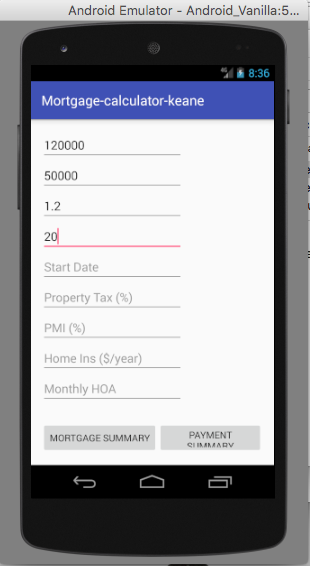 Android Emulator - Android_Vanilla:5...
8:36
Mortgage-calculator-keane
120000
50000
1.2
20
Start Date
Property Tax (%)
PMI (%)
Home Ins ($/year)
Monthly HOA
MORTGAGE SUMMARY
PAYMENT
SUMMARY